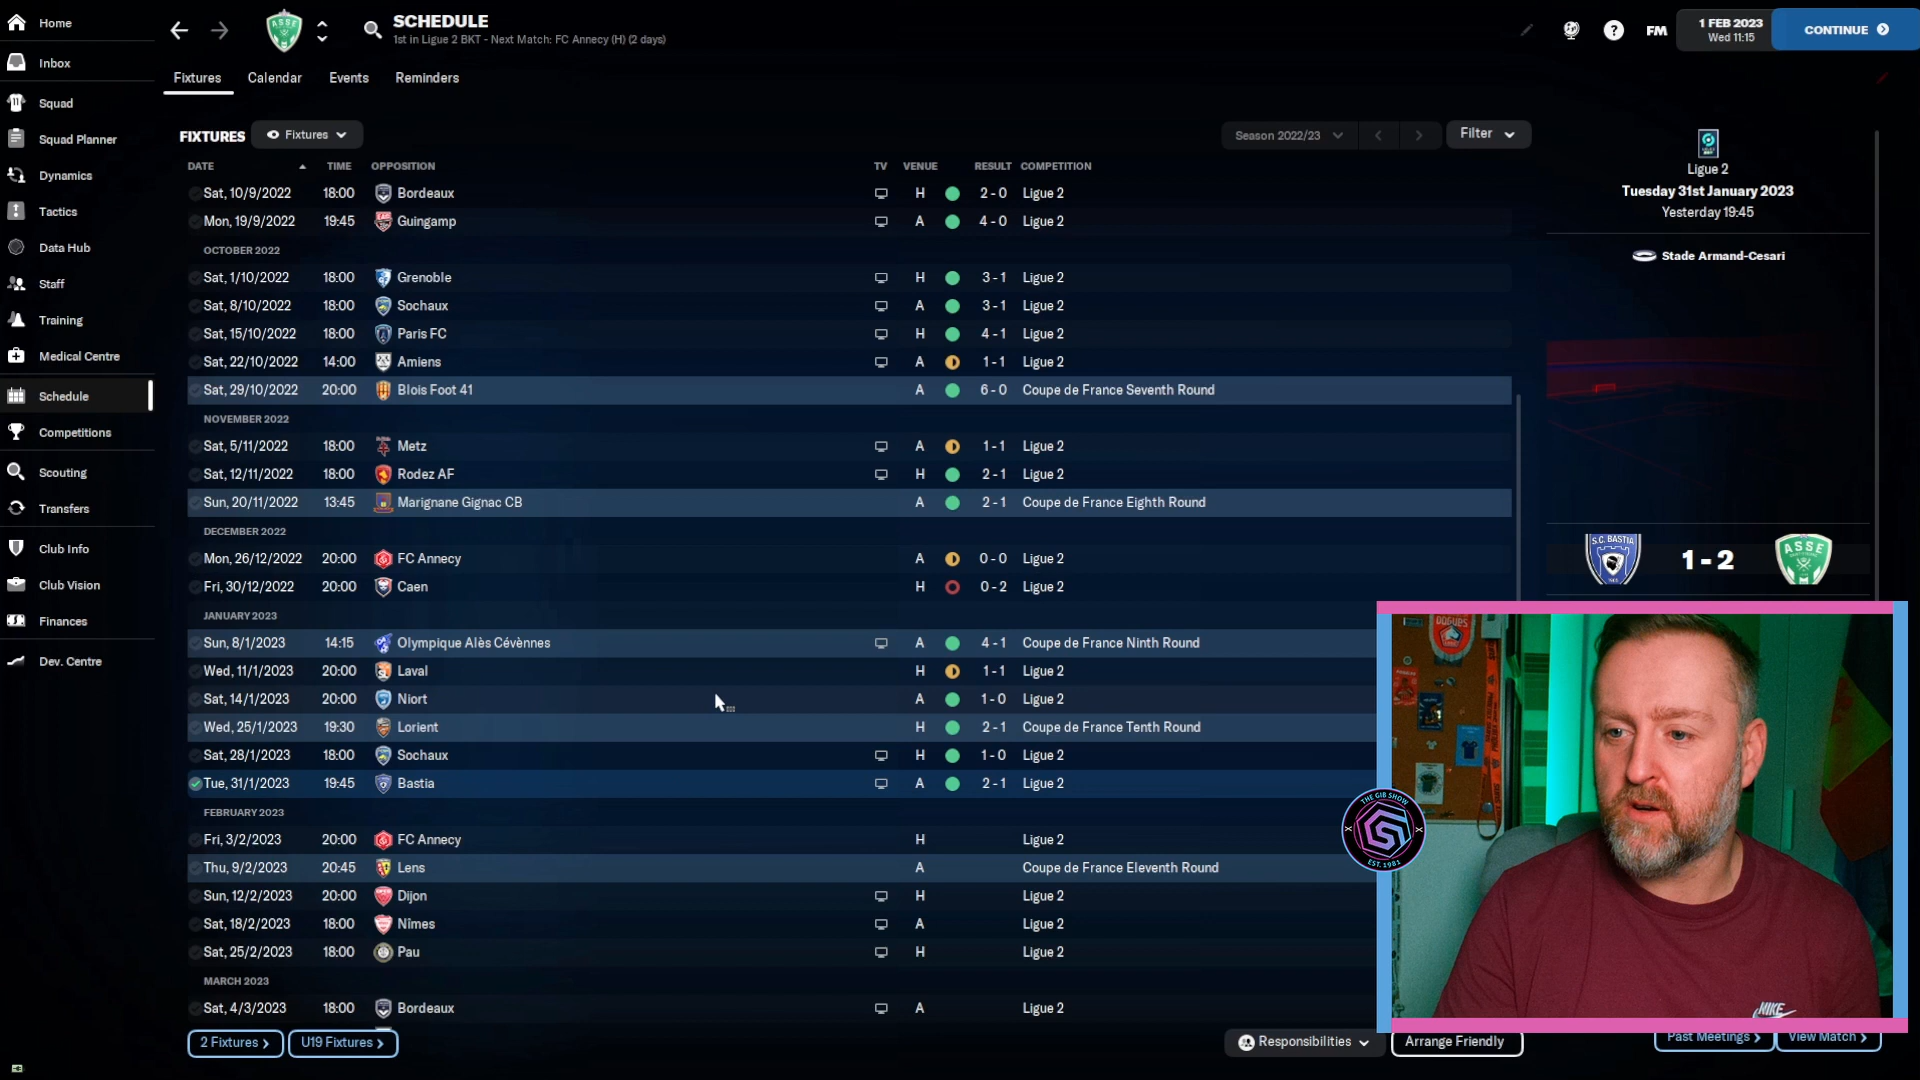 Home
Inbox
Squad
Squad Planner
Dynamics
Tactics
Data Hub
Staff
Training
Medical Centre
Schedule
Competitions
Scouting
Transfers
Club Info
Club Vision
Finances
Dev. Centre
SCHEDULE
1st in Ligue 2 BKT - Next Match: FC Annecy (H) (2 days)
FM
1 FEB 2023
Wed 11:15
CONTINUE
Fixtures Calendar Events Reminders
FIXTURES Fixtures Season 2022/23 Filter
DATE TIME OPPOSITION TV VENUE RESULT COMPETITION
Sat, 10/9/2022 18:00 Bordeaux H 2 - 0 Ligue 2
Mon, 19/9/2022 19:45 Guingamp A 4 - 0 Ligue 2
OCTOBER 2022
Sat, 1/10/2022 18:00 Grenoble H 3 - 1 Ligue 2
Sat, 8/10/2022 18:00 Sochaux A 3 - 1 Ligue 2
Sat, 15/10/2022 18:00 Paris FC H 4 - 1 Ligue 2
Sat, 22/10/2022 14:00 Amiens A 1 - 1 Ligue 2
Sat, 29/10/2022 20:00 Blois Foot 41 A 6 - 0 Coupe de France Seventh Round
NOVEMBER 2022
Sat, 5/11/2022 18:00 Metz A 1 - 1 Ligue 2
Sat, 12/11/2022 18:00 Rodez AF H 2 - 1 Ligue 2
Sun, 20/11/2022 13:45 Marignane Gignac CB A 2 - 1 Coupe de France Eighth Round
DECEMBER 2022
Mon, 26/12/2022 20:00 FC Annecy A 0 - 0 Ligue 2
Fri, 30/12/2022 20:00 Caen H 0 - 2 Ligue 2
JANUARY 2023
Sun, 8/1/2023 14:15 Olympique Alès Cévènnes A 4 - 1 Coupe de France Ninth Round
Wed, 11/1/2023 20:00 Laval H 1 - 1 Ligue 2
Sat, 14/1/2023 20:00 Niort A 1 - 0 Ligue 2
Wed, 25/1/2023 19:30 Lorient H 2 - 1 Coupe de France Tenth Round
Sat, 28/1/2023 18:00 Sochaux H 1 - 0 Ligue 2
Tue, 31/1/2023 19:45 Bastia A 2 - 1 Ligue 2
FEBRUARY 2023
Fri, 3/2/2023 20:00 FC Annecy H Ligue 2
Thu, 9/2/2023 20:45 Lens A Coupe de France Eleventh Round
Sun, 12/2/2023 20:00 Dijon H Ligue 2
Sat, 18/2/2023 18:00 Nîmes A Ligue 2
Sat, 25/2/2023 18:00 Pau H Ligue 2
MARCH 2023
Sat, 4/3/2023 18:00 Bordeaux A Ligue 2
2 Fixtures U19 Fixtures Responsibilities Arrange Friendly Past Meetings View Match
Ligue 2
Tuesday 31st January 2023
Yesterday 19:45
Stade Armand-Cesari
S.C. BASTIA 1 - 2 ASSE
DOGUES
THE GIB SHOW
EST. 1981
NIKE